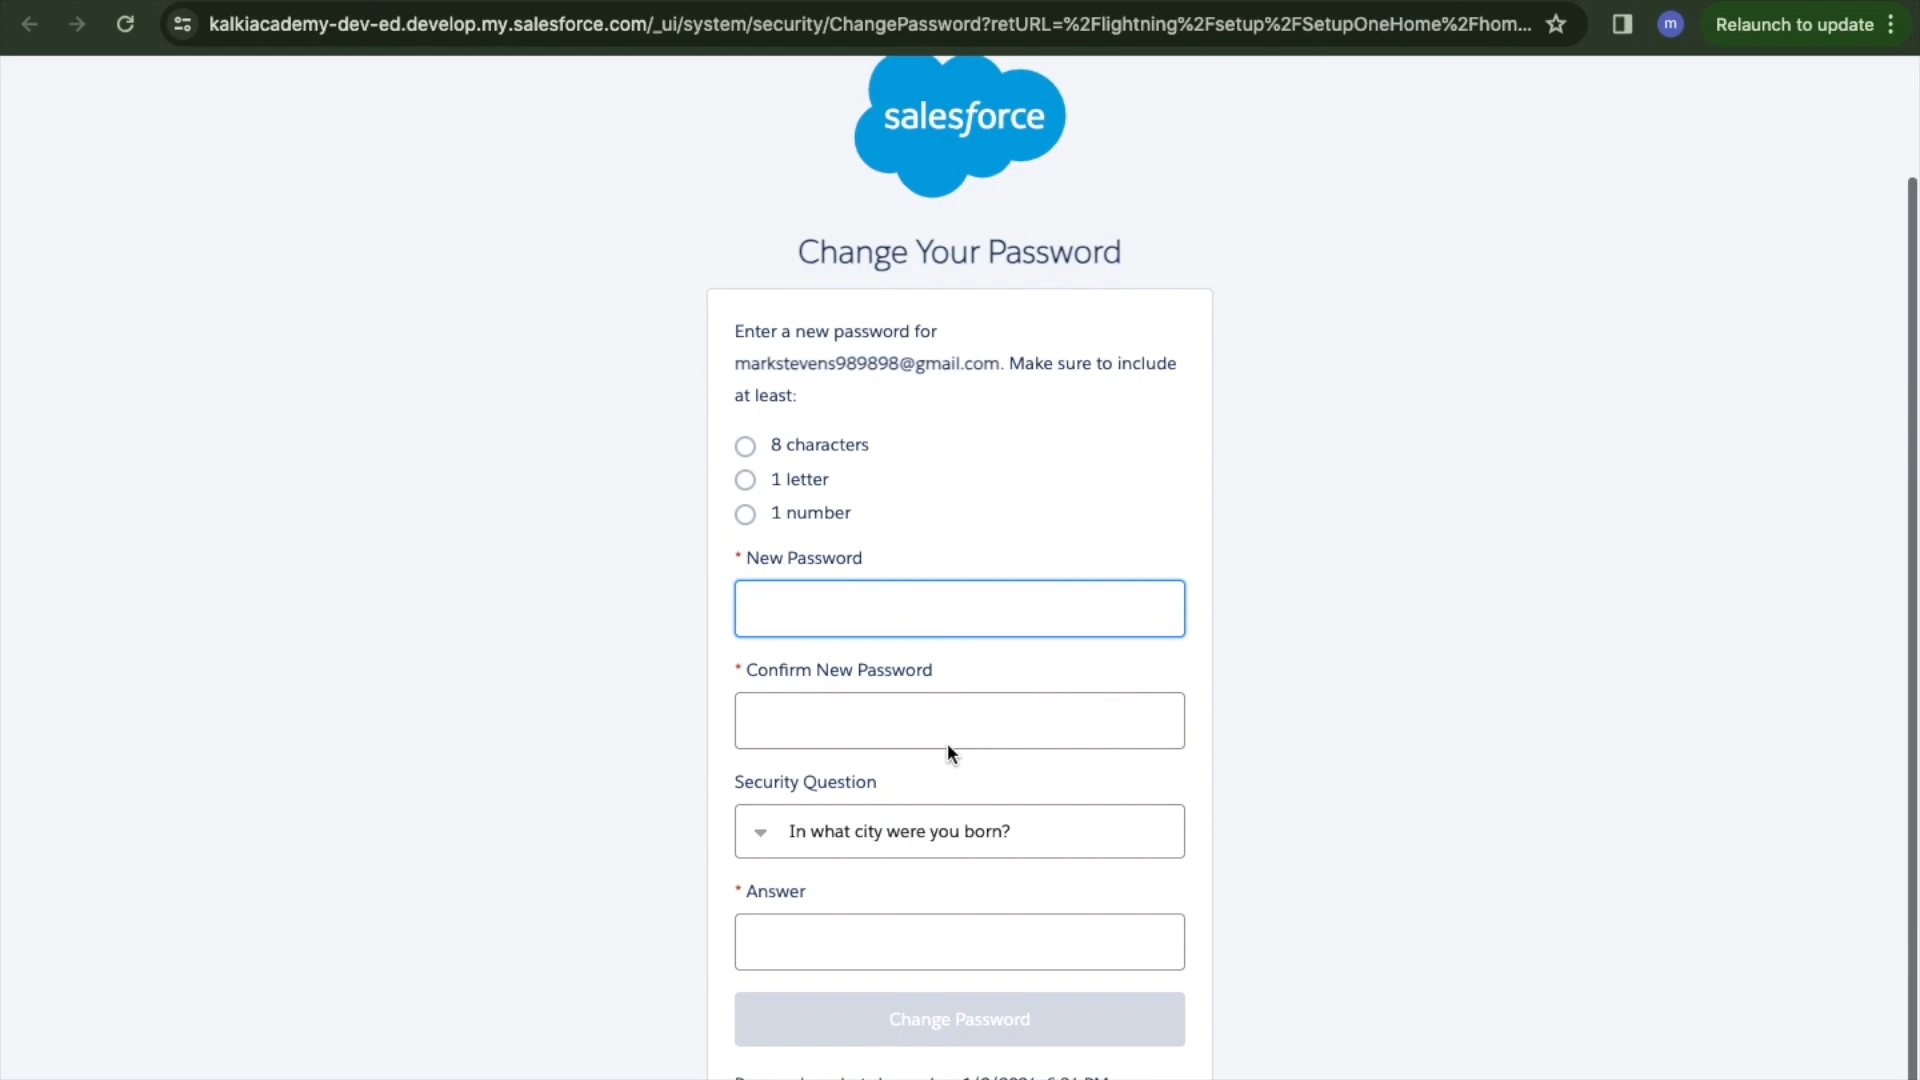 kalkiacademy-dev-ed.develop.my.salesforce.com/_ui/system/security/ChangePassword?retURL=%2Flightning%2Fsetup%2FSetupOneHome%2Fhom...
m
Relaunch to update
salesforce
Change Your Password
Enter a new password for
markstevens989898@gmail.com. Make sure to include
at least:
8 characters
1 letter
1 number
* New Password
* Confirm New Password
Security Question
In what city were you born?
* Answer
Change Password